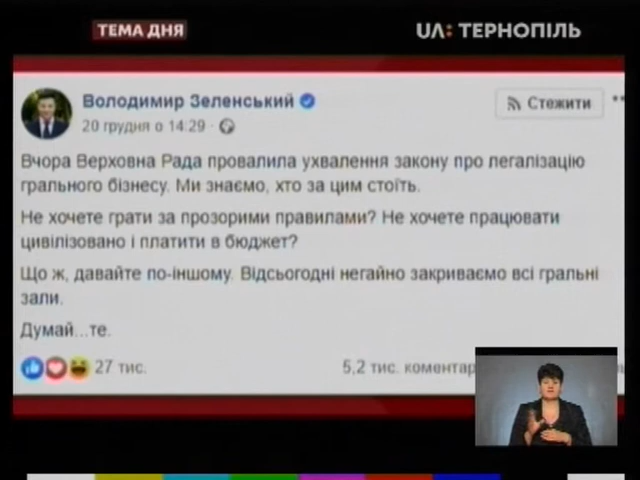 ТЕМА ДНЯ
UA: ТЕРНОПІЛЬ
Володимир Зеленський
Стежити
20 грудня о 14:29
Вчора Верховна Рада провалила ухвалення закону про легалізацію
грального бізнесу. Ми знаємо, хто за цим стоїть.
Не хочете грати за прозорими правилами? Не хочете працювати
цивілізовано і платити в бюджет?
Що ж, давайте по-іншому. Відсьогодні негайно закриваємо всі гральні
зали.
Думай...те.
27 тис.
5,2 тис. коментар